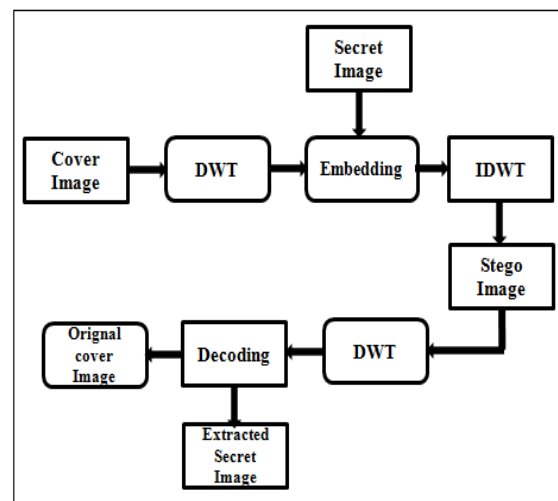 Secret
Image
Cover
Image
DWT
Embedding
IDWT
Stego
Image
DWT
Decoding
Orignal
cover
Image
Extracted
Secret
Image